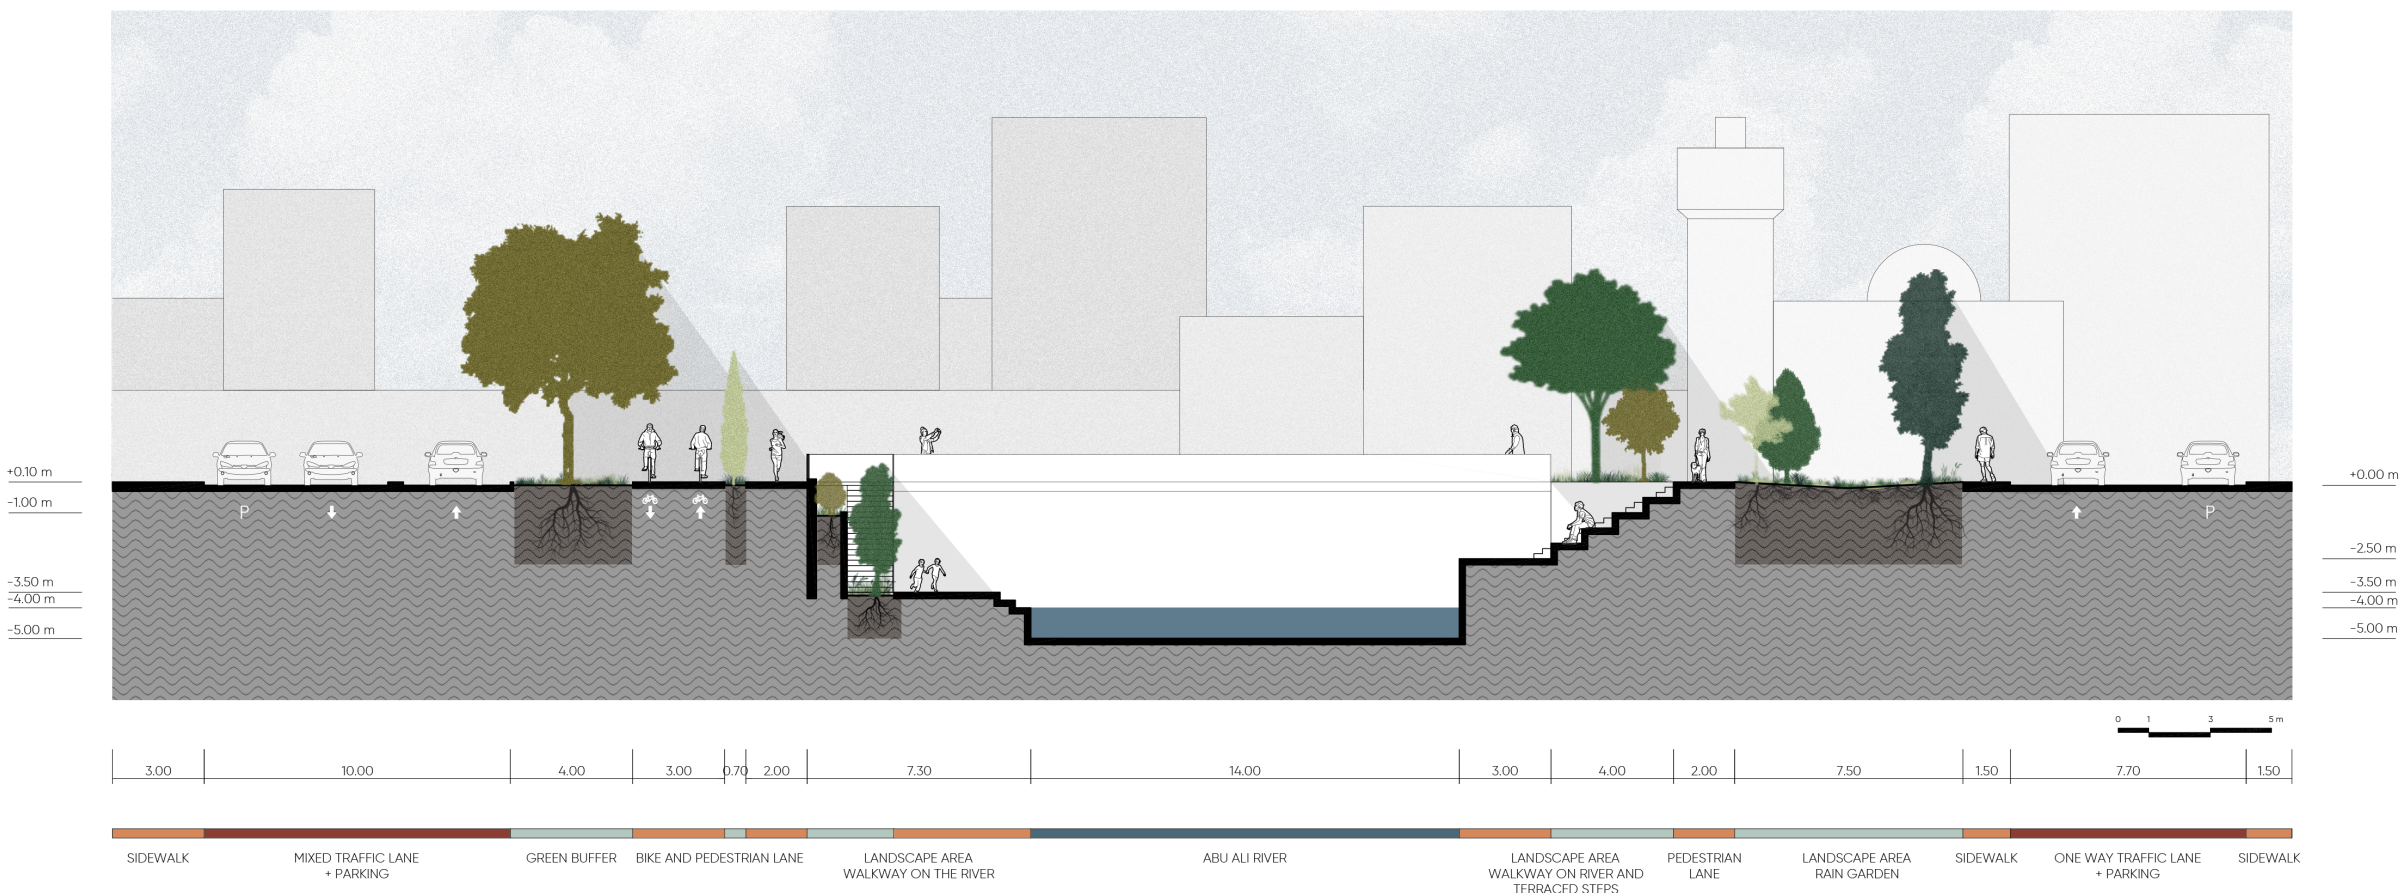 +0.10 m
-1.00 m
-3.50 m
-4.00 m
-5.00 m
P
P
+0.00 m
-2.50 m
-3.50 m
-4.00 m
-5.00 m
0 1 3 5 m
3.00 10.00 4.00 3.00 0.70 2.00 7.30 14.00 3.00 4.00 2.00 7.50 1.50 7.70 1.50
SIDEWALK
MIXED TRAFFIC LANE
+ PARKING
GREEN BUFFER
BIKE AND PEDESTRIAN LANE
LANDSCAPE AREA
WALKWAY ON THE RIVER
ABU ALI RIVER
LANDSCAPE AREA
WALKWAY ON RIVER AND
TERRACED STEPS
PEDESTRIAN
LANE
LANDSCAPE AREA
RAIN GARDEN
SIDEWALK
ONE WAY TRAFFIC LANE
+ PARKING
SIDEWALK